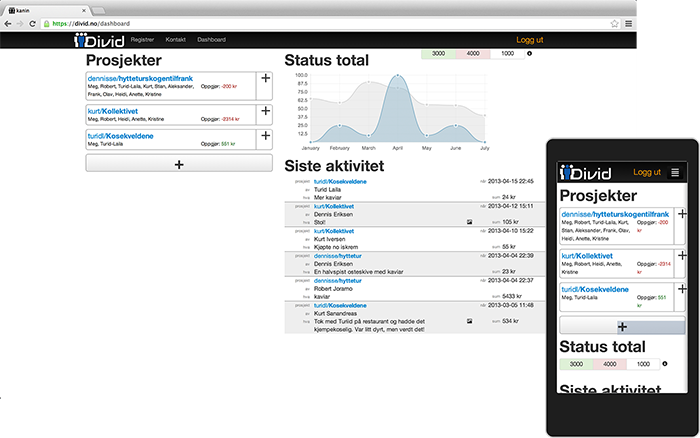 kanin
https://divid.no/dashboard
Divid
Registrer
Kontakt
Dashboard
Logg ut
Prosjekter
dennisse/hytteturskogentilfrank
Meg, Robert, Turid-Laila, Kurt, Stian, Aleksander,
Frank, Olav, Heidi, Anette, Kristine
Oppgjør: -200 kr
+
kurt/Kollektivet
Meg, Robert, Heidi, Anette, Kristine
Oppgjør: -2314 kr
+
turidl/Kosekveldene
Meg, Turid-Laila
Oppgjør: 551 kr
+
+
Status total
3000 4000 1000
100.0
87.5
75.0
62.5
50.0
37.5
25.0
12.5
January February March April May June July
Siste aktivitet
prosjekt turidl/Kosekveldene når 2013-04-15 22:45
av Turid Laila
hva Mer kaviar sum 24 kr
prosjekt kurt/Kollektivet når 2013-04-12 15:11
av Dennis Eriksen
hva Stol! sum 105 kr
prosjekt kurt/Kollektivet når 2013-04-10 15:22
av Kurt Iversen
hva Kjøpte no iskrem sum 55 kr
prosjekt dennisse/hyttetur når 2013-04-04 22:39
av Dennis Eriksen
hva En halvspist osteskive med kaviar sum 23 kr
prosjekt dennisse/hyttetur når 2013-04-04 22:37
av Robert Joramo
hva kaviar sum 5433 kr
prosjekt turidl/Kosekveldene når 2013-03-05 11:48
av Kurt Sanandreas
hva Tok med Turid på restaurant og hadde det
kjempekoselig. Var litt dyrt, men verdt det! sum 534 kr
Divid
Logg ut
Prosjekter
dennisse/hytteturskogentilfrank
Meg, Robert, Turid-Laila, Kurt,
Stian, Aleksander, Frank, Olav,
Heidi, Anette, Kristine
Oppgjør: -200
kr
+
kurt/Kollektivet
Meg, Robert, Heidi, Anette,
Kristine
Oppgjør: -2314
kr
+
turidl/Kosekveldene
Meg, Turid-Laila
Oppgjør: 551
kr
+
+
Status total
3000 4000 1000
Siste aktivitet